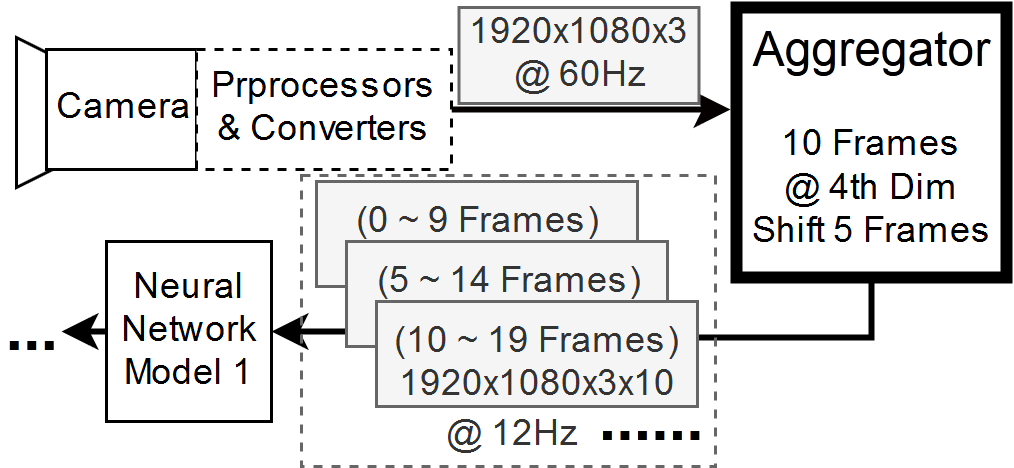 Camera
Prprocessors
& Converters
1920x1080x3
@ 60Hz
Aggregator
10 Frames
@ 4th Dim
Shift 5 Frames
(0 ~ 9 Frames)
(5 ~ 14 Frames)
(10 ~ 19 Frames)
1920x1080x3x10
@ 12Hz ......
Neural
Network
Model 1
...